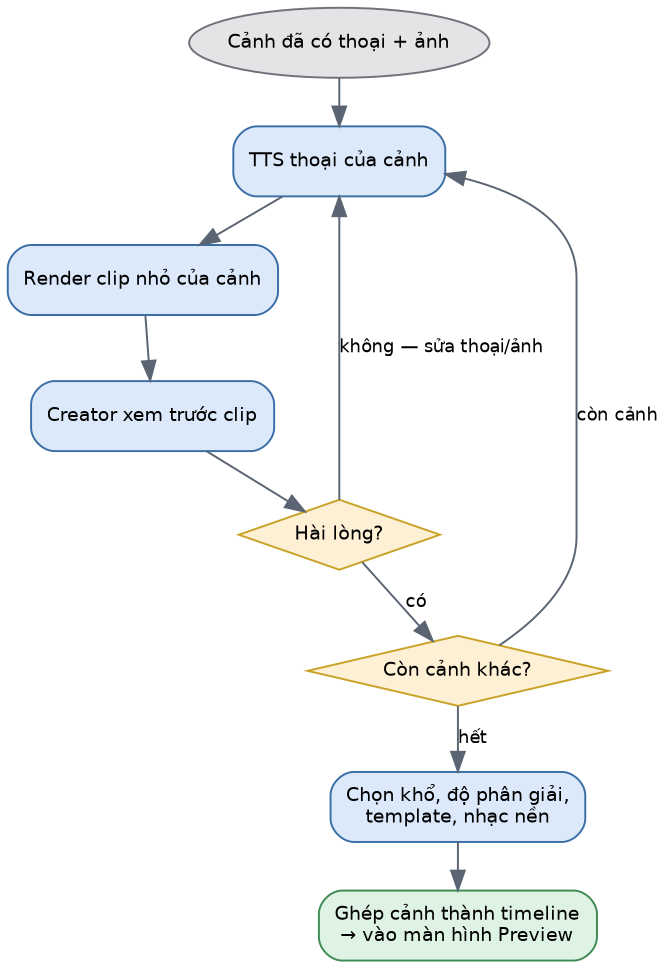 Cảnh đã có thoại + ảnh
TTS thoại của cảnh
Render clip nhỏ của cảnh
không — sửa thoại/ảnh
Creator xem trước clip
còn cảnh
Hài lòng?
có
Còn cảnh khác?
hết
Chọn khổ, độ phân giải,
template, nhạc nền
Ghép cảnh thành timeline
→ vào màn hình Preview